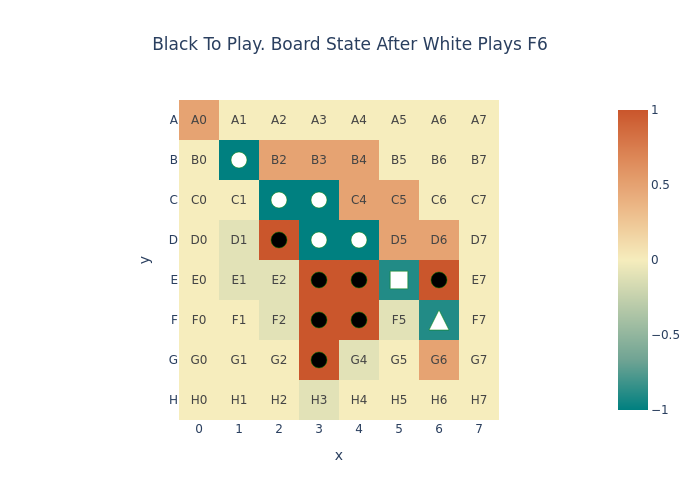 Black To Play. Board State After White Plays F6
A A0 A1 A2 A3 A4 A5 A6 A7
B B0 B2 B3 B4 B5 B6 B7
C C0 C1 C4 C5 C6 C7
D D0 D1 D5 D6 D7
E E0 E1 E2 E7
F F0 F1 F2 F5 F7
G G0 G1 G2 G4 G5 G6 G7
H H0 H1 H2 H3 H4 H5 H6 H7
0 1 2 3 4 5 6 7
x
y
1
0.5
0
−0.5
−1